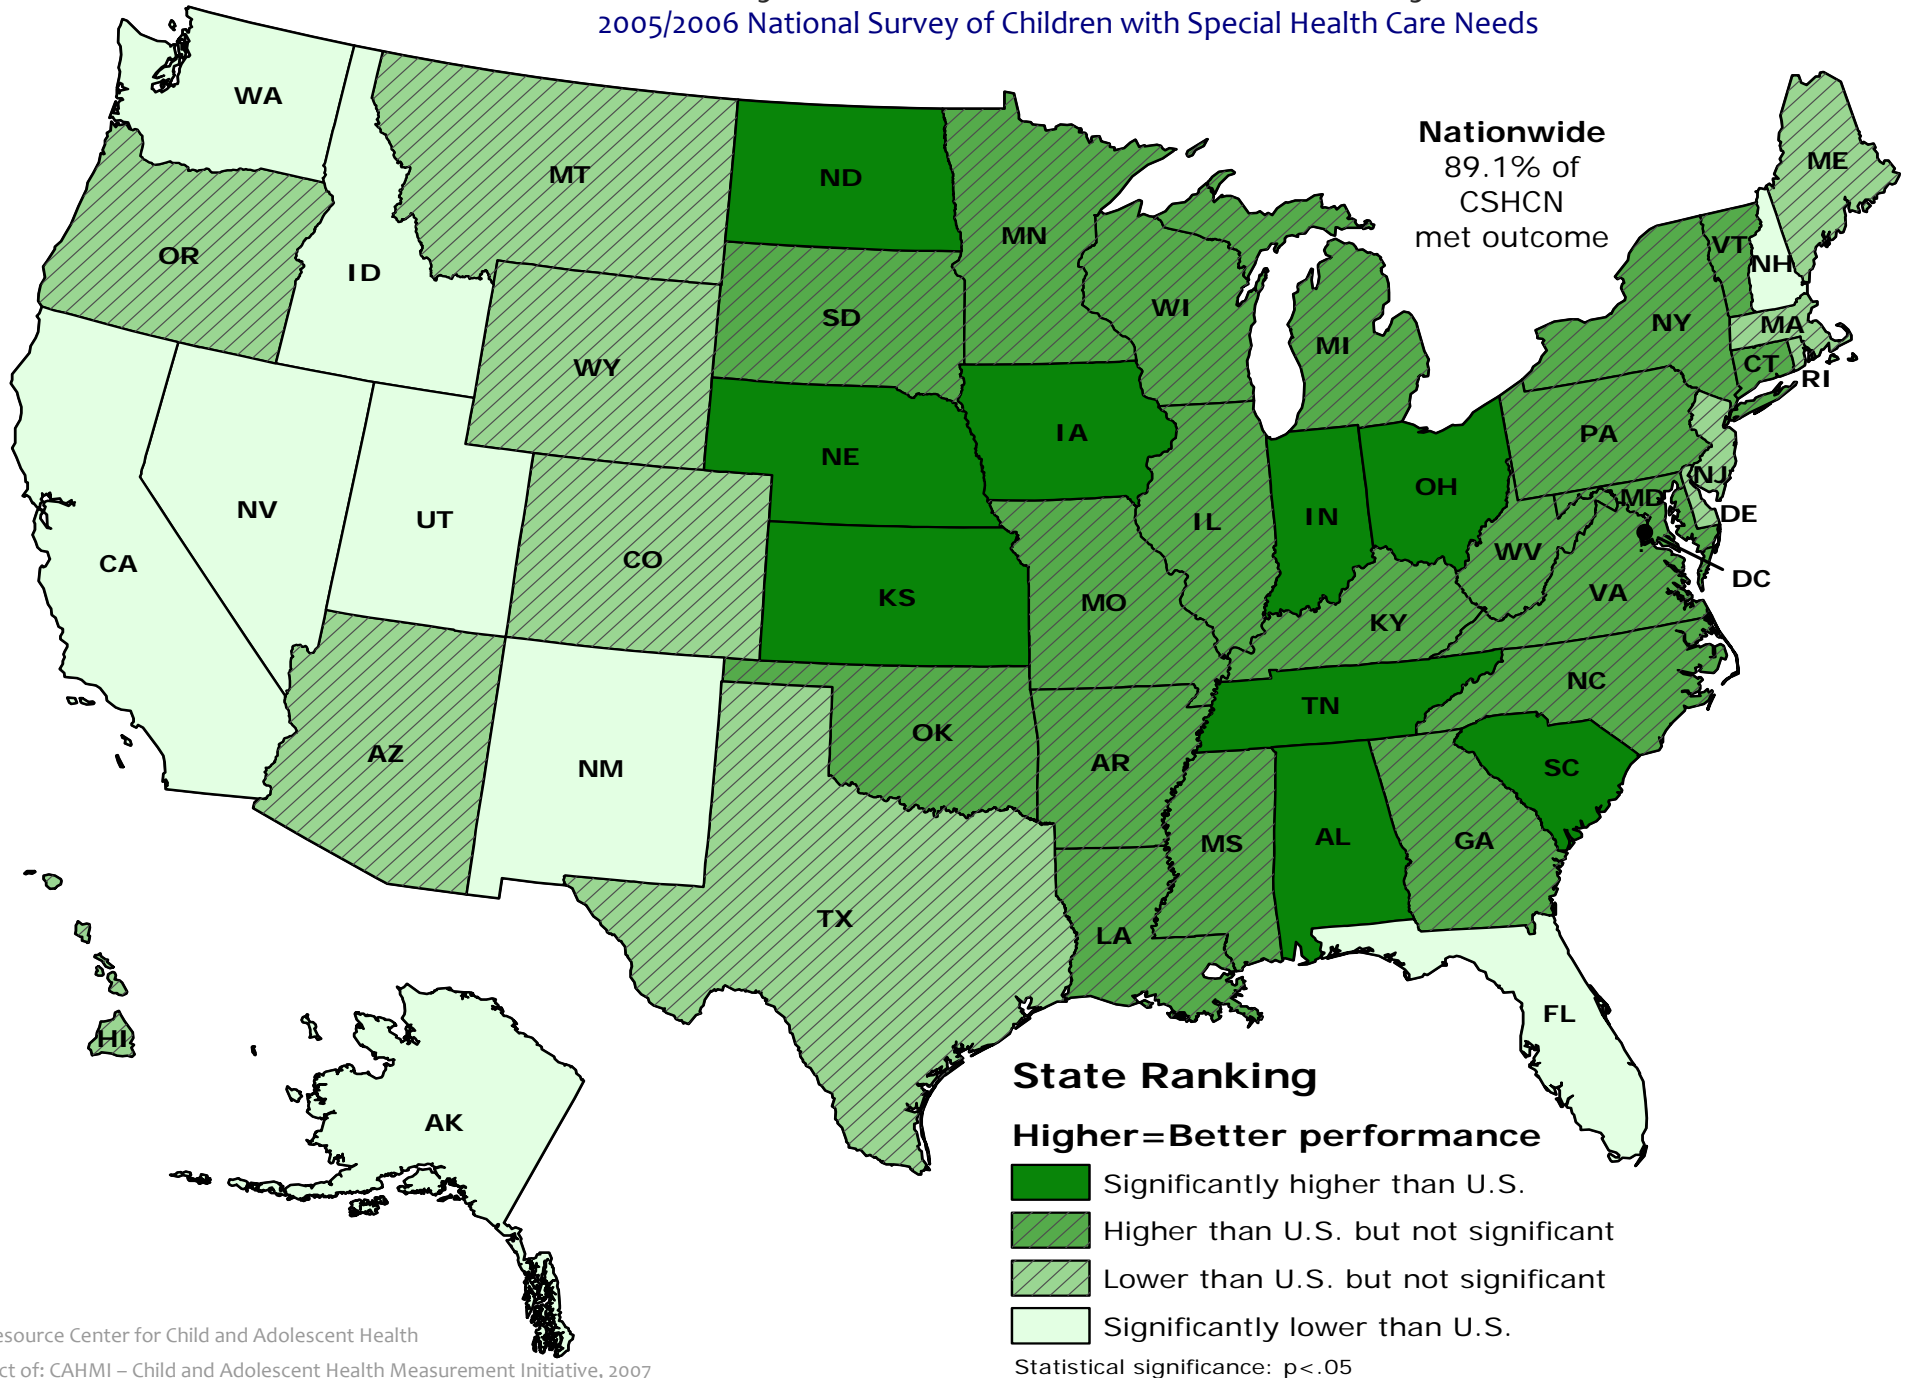 2005/2006 National Survey of Children with Special Health Care Needs
Nationwide
89.1% of
CSHCN
met outcome
WA
MT
ND
MN
ME
OR
ID
WY
SD
WI
MI
NY
VT
NH
MA
CT
RI
NE
IA
PA
NJ
NV
UT
CO
IL
IN
OH
MD
DE
CA
KS
MO
WV
VA
DC
KY
AZ
NM
OK
AR
TN
NC
SC
TX
LA
MS
AL
GA
FL
HI
AK
State Ranking
Higher=Better performance
Significantly higher than U.S.
Higher than U.S. but not significant
Lower than U.S. but not significant
Significantly lower than U.S.
Statistical significance: p<.05
esource Center for Child and Adolescent Health
ct of: CAHMI – Child and Adolescent Health Measurement Initiative, 2007